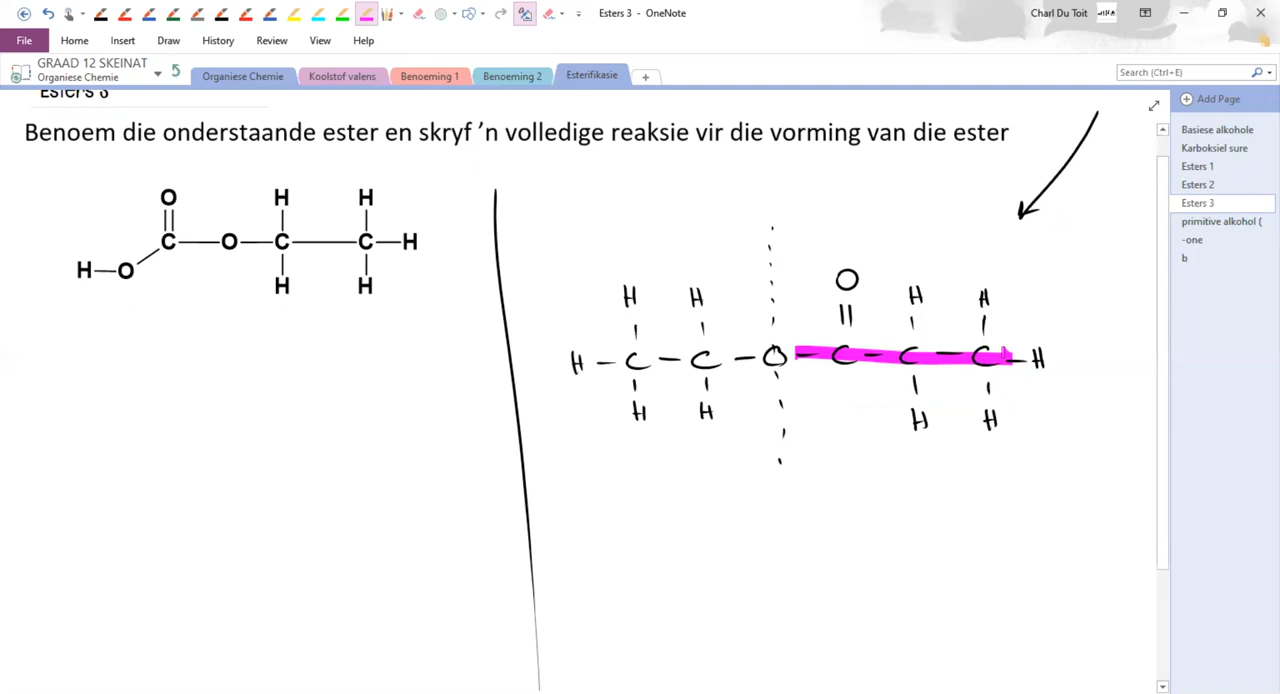 Esters 3 - OneNote
Charl Du Toit
File Home Insert Draw History Review View Help
GRAAD 12 SKEINAT
Organiese Chemie
Organiese Chemie Koolstof valens Benoeming 1 Benoeming 2 Esterifikasie +
Search (Ctrl+E)
Esters 3
Add Page
Benoem die onderstaande ester en skryf ’n volledige reaksie vir die vorming van die ester
Basiese alkohole
Karboksiel sure
Esters 1
Esters 2
Esters 3
primitive alkohol (
-one
b
O H H
C O C C H
H O
H H
O
H H H H
H C C O C C C H
H H H H